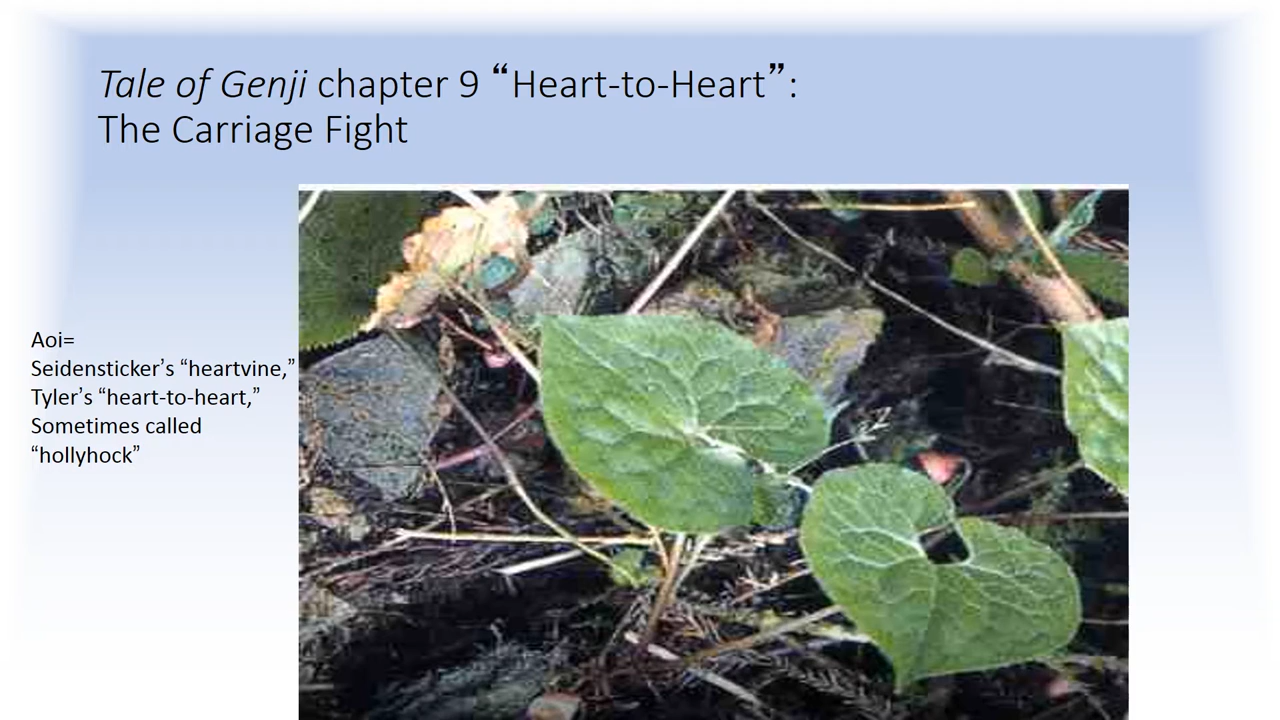 Tale of Genji chapter 9 “Heart-to-Heart”:
The Carriage Fight
Aoi=
Seidensticker’s “heartvine,”
Tyler’s “heart-to-heart,”
Sometimes called
“hollyhock”